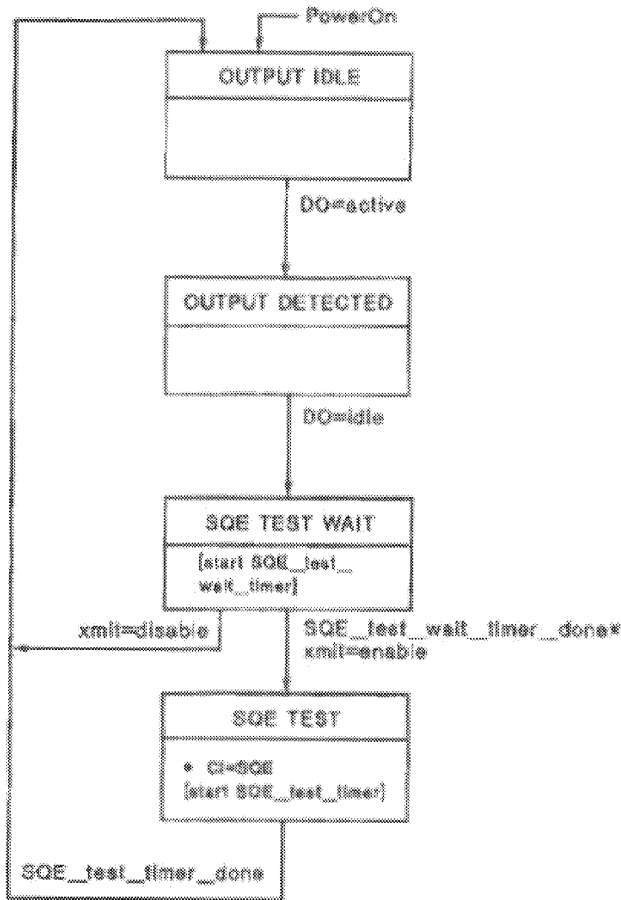 PowerOn
OUTPUT IDLE
DO=active
OUTPUT DETECTED
DO=idle
SQE TEST WAIT
[start SQE_test_
wait_timer]
xmit=disable
SQE_test_wait_timer_done*
xmit=enable
SQE TEST
• CI=SQE
[start SQE_test_timer]
SQE_test_timer_done